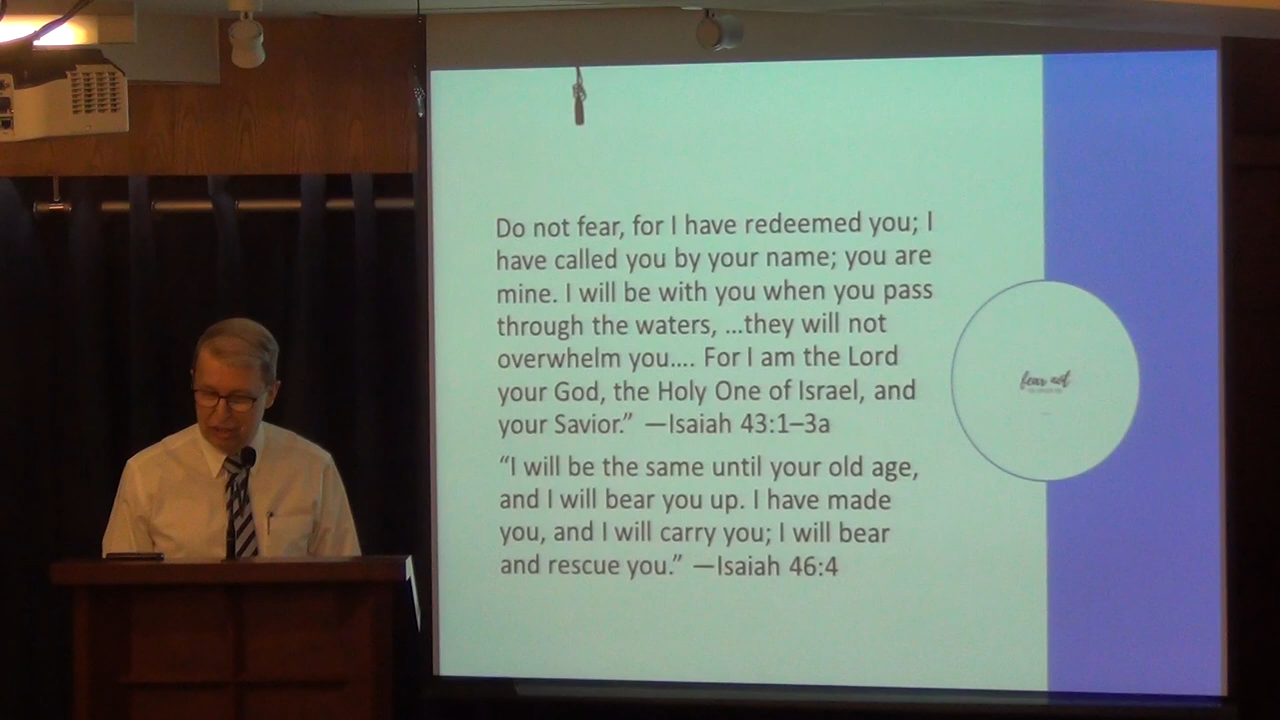 Do not fear, for I have redeemed you; I
have called you by your name; you are
mine. I will be with you when you pass
through the waters, ...they will not
overwhelm you.... For I am the Lord
your God, the Holy One of Israel, and
your Savior.” —Isaiah 43:1–3a
“I will be the same until your old age,
and I will bear you up. I have made
you, and I will carry you; I will bear
and rescue you.” —Isaiah 46:4
fear not